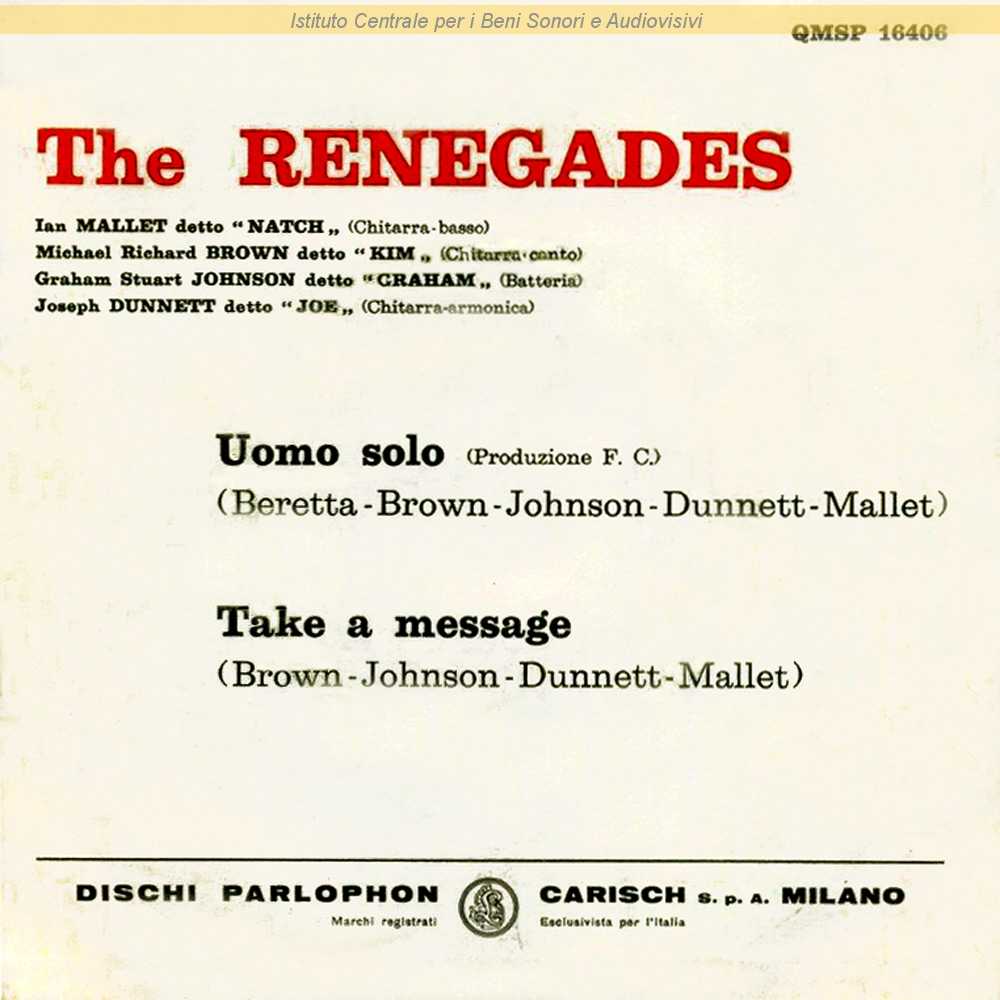 Istituto Centrale per i Beni Sonori e Audiovisivi
QMSP 16406
The RENEGADES
Ian MALLET detto “ NATCH „ (Chitarra-basso)
Michael Richard BROWN detto “ KIM „ (Chitarra-canto)
Graham Stuart JOHNSON detto “ GRAHAM „ (Batteria)
Joseph DUNNETT detto “ JOE „ (Chitarra-armonica)
Uomo solo (Produzione F. C.)
(Beretta-Brown-Johnson-Dunnett-Mallet)
Take a message
(Brown-Johnson-Dunnett-Mallet)
DISCHI PARLOPHON CARISCH S. p. A. MILANO
Marchi registrati Esclusivista per l'Italia